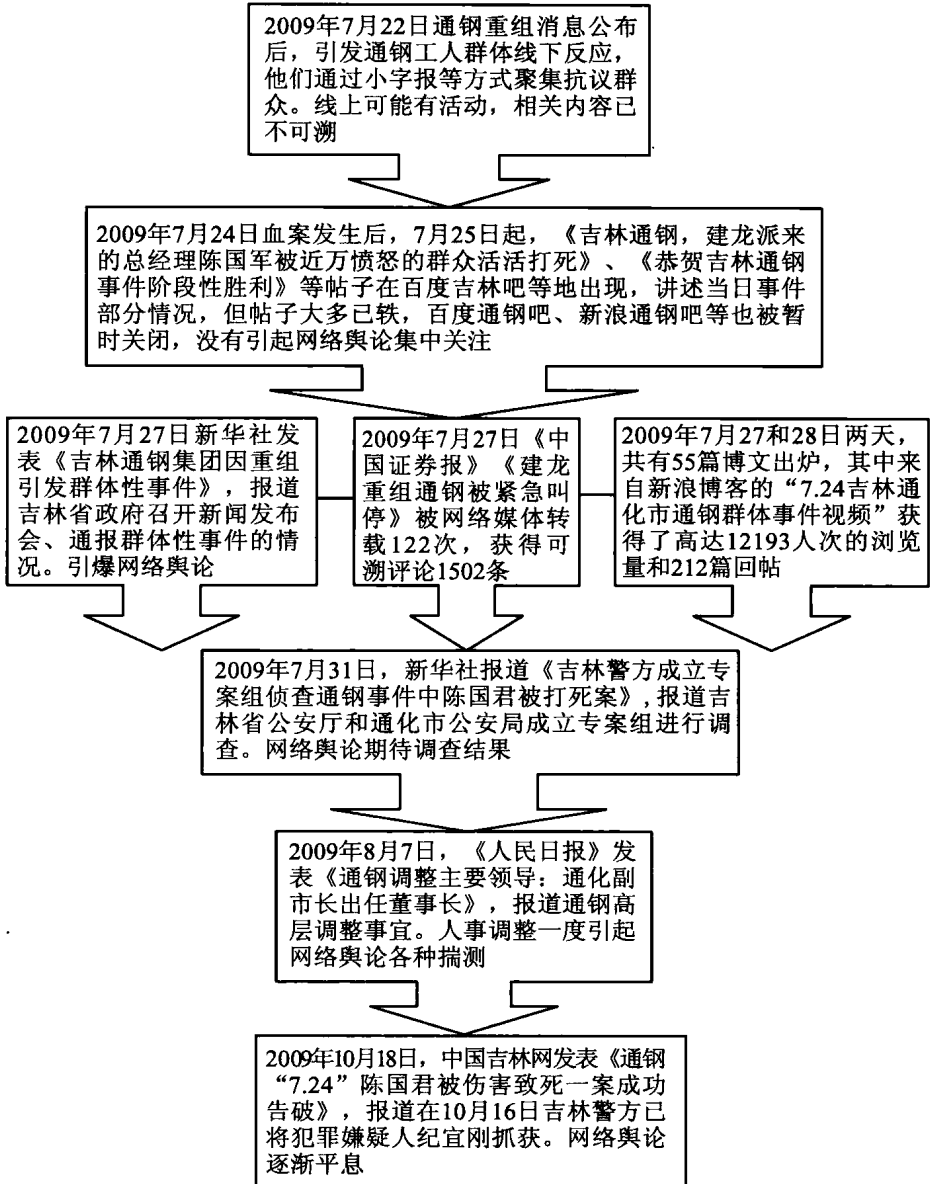 2009年7月22日通钢重组消息公布
后，引发通钢工人群体线下反应，
他们通过小字报等方式聚集抗议群
众。线上可能有活动，相关内容已
不可溯
2009年7月24日血案发生后，7月25日起，《吉林通钢，建龙派来
的总经理陈国军被近万愤怒的群众活活打死》、《恭贺吉林通钢
事件阶段性胜利》等帖子在百度吉林吧等地出现，讲述当日事件
部分情况，但帖子大多已轶，百度通钢吧、新浪通钢吧等也被暂
时关闭，没有引起网络舆论集中关注
2009年7月27日新华社发
表《吉林通钢集团因重组
引发群体性事件》，报道
吉林省政府召开新闻发布
会、通报群体性事件的情
况。引爆网络舆论
2009年7月27日《中
国证券报》《建龙
重组通钢被紧急叫
停》被网络媒体转
载122次，获得可
溯评论1502条
2009年7月27和28日两天，
共有55篇博文出炉，其中来
自新浪博客的“7.24吉林通
化市通钢群体事件视频”获
得了高达12193人次的浏览
量和212篇回帖
2009年7月31日，新华社报道《吉林警方成立专
案组侦查通钢事件中陈国君被打死案》,报道吉
林省公安厅和通化市公安局成立专案组进行调
查。网络舆论期待调查结果
2009年8月7日，《人民日报》发
表《通钢调整主要领导：通化副
市长出任董事长》，报道通钢高
层调整事宜。人事调整一度引起
网络舆论各种揣测
2009年10月18日，中国吉林网发表《通钢
“7.24”陈国君被伤害致死一案成功
告破》，报道在10月16日吉林警方已
将犯罪嫌疑人纪宜刚抓获。网络舆论
逐渐平息